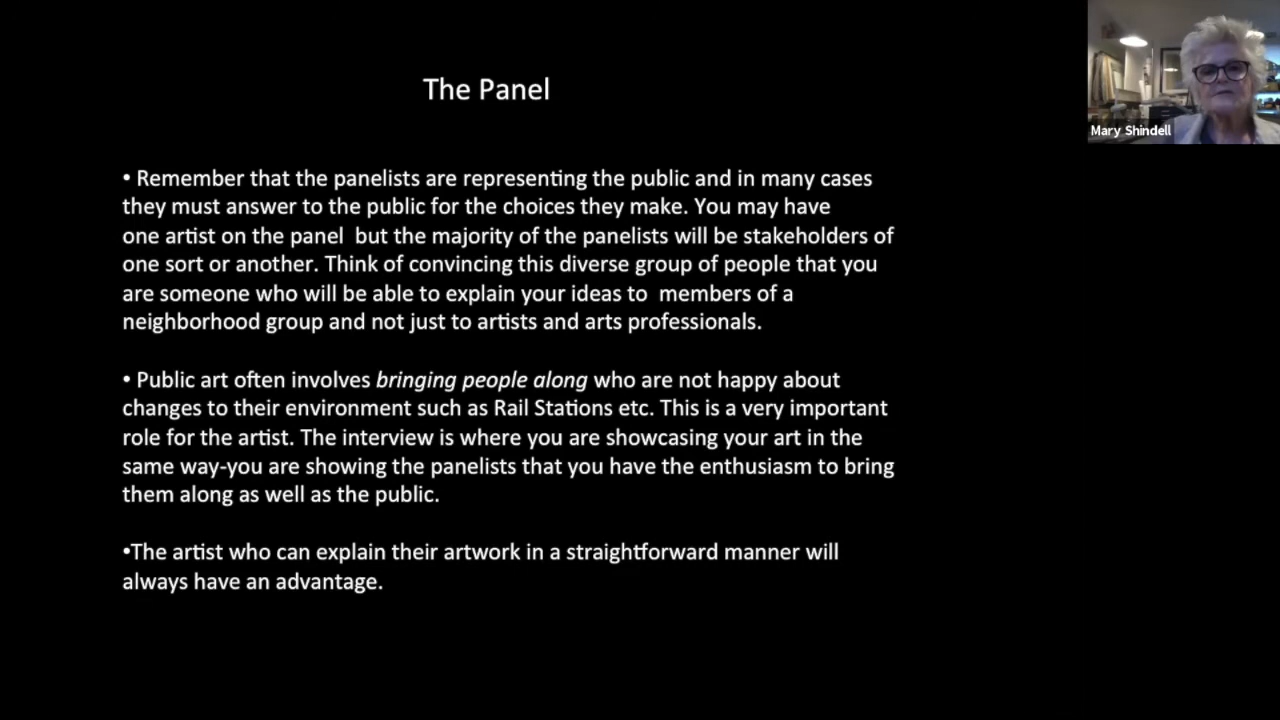 The Panel
• Remember that the panelists are representing the public and in many cases
they must answer to the public for the choices they make. You may have
one artist on the panel  but the majority of the panelists will be stakeholders of
one sort or another. Think of convincing this diverse group of people that you
are someone who will be able to explain your ideas to  members of a
neighborhood group and not just to artists and arts professionals.
• Public art often involves bringing people along who are not happy about
changes to their environment such as Rail Stations etc. This is a very important
role for the artist. The interview is where you are showcasing your art in the
same way-you are showing the panelists that you have the enthusiasm to bring
them along as well as the public.
•The artist who can explain their artwork in a straightforward manner will
always have an advantage.
Mary Shindell